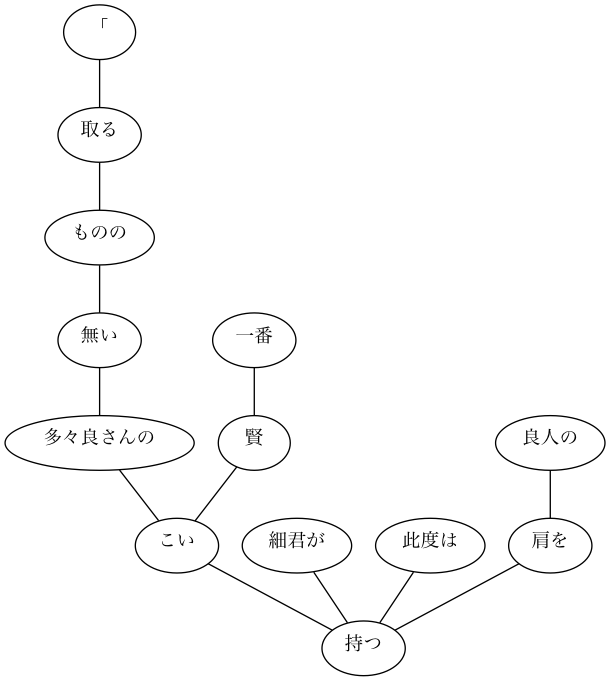 「
取る
ものの
無い
一番
多々良さんの
賢
良人の
こい
細君が
此度は
肩を
持つ